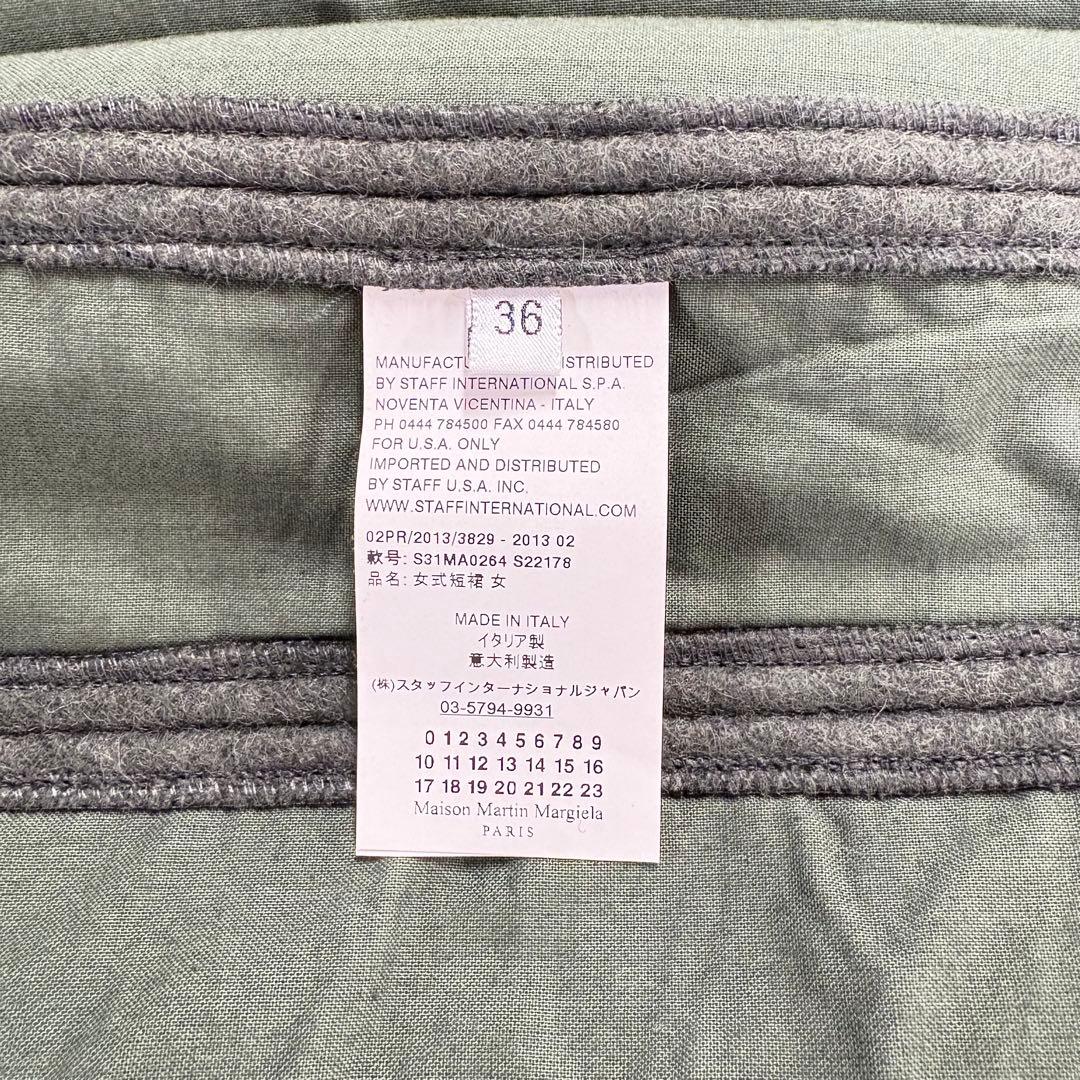 36
MANUFACTU ISTRIBUTED
BY STAFF INTERNATIONAL S.P.A.
NOVENTA VICENTINA - ITALY
PH 0444 784500 FAX 0444 784580
FOR U.S.A. ONLY
IMPORTED AND DISTRIBUTED
BY STAFF U.S.A. INC.
WWW.STAFFINTERNATIONAL.COM
02PR/2013/3829 - 2013 02
款号: S31MA0264 S22178
品名: 女式短裙 女
MADE IN ITALY
イタリア製
意大利製造
(株)スタッフインターナショナルジャパン
03-5794-9931
0 1 2 3 4 5 6 7 8 9
10 11 12 13 14 15 16
17 18 19 20 21 22 23
Maison Martin Margiela
PARIS